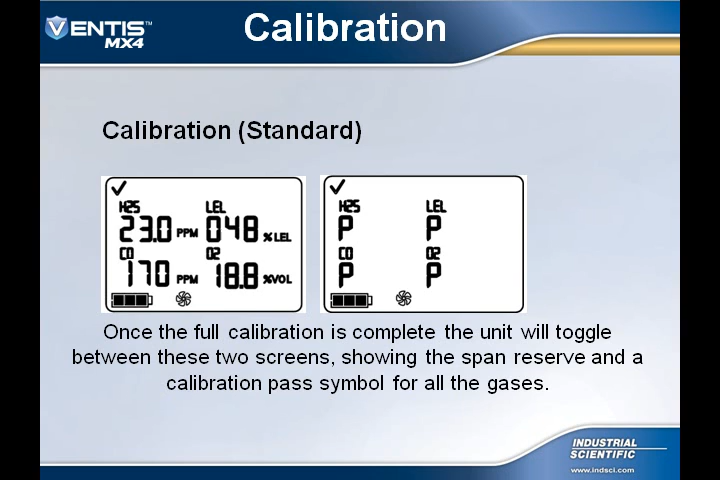 VENTIS™
MX4
Calibration
Calibration (Standard)
H2S LEL
23.0 PPM 048 % LEL
CO O2
170 PPM 18.8 %VOL
H2S LEL
P P
CO O2
P P
Once the full calibration is complete the unit will toggle
between these two screens, showing the span reserve and a
calibration pass symbol for all the gases.
INDUSTRIAL
SCIENTIFIC
www.indsci.com